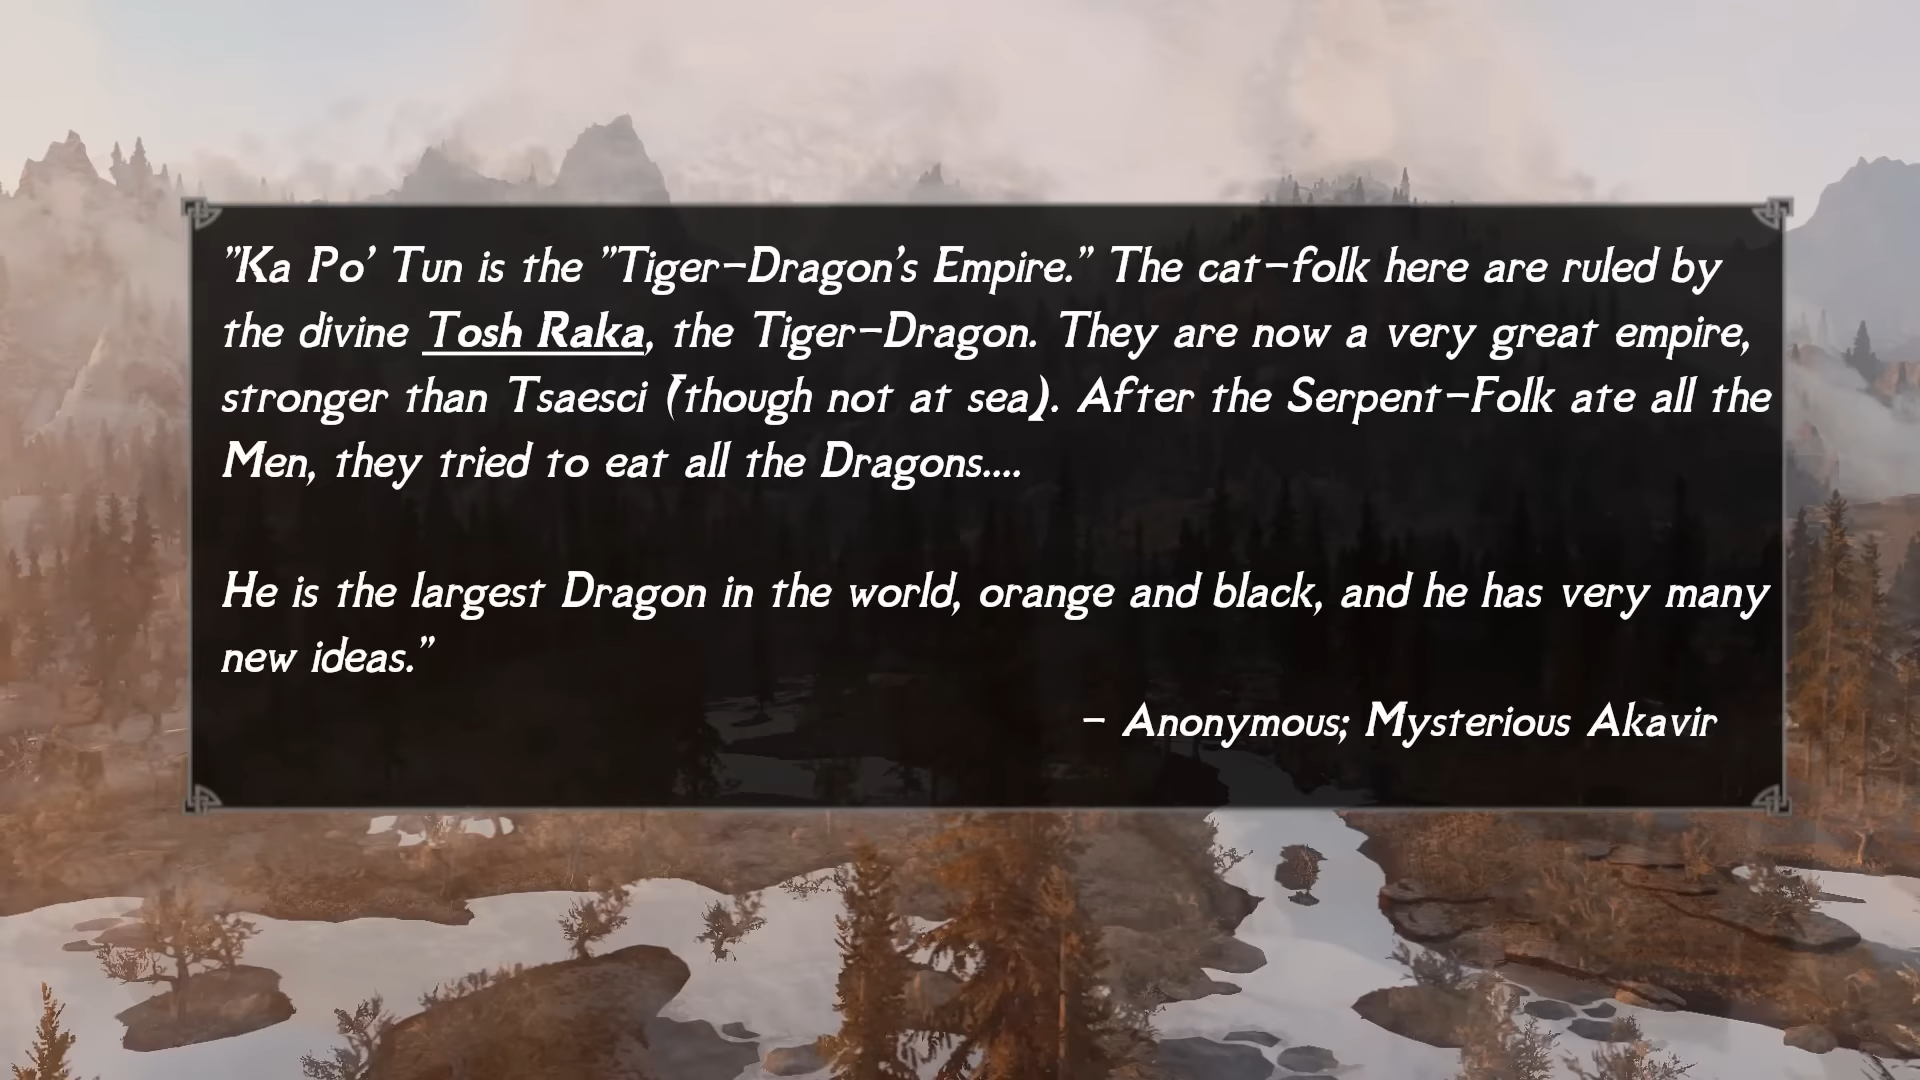 "Ka Po' Tun is the "Tiger-Dragon's Empire." The cat-folk here are ruled by
the divine Tosh Raka, the Tiger-Dragon. They are now a very great empire,
stronger than Tsaesci (though not at sea). After the Serpent-Folk ate all the
Men, they tried to eat all the Dragons....
He is the largest Dragon in the world, orange and black, and he has very many
new ideas."
- Anonymous; Mysterious Akavir